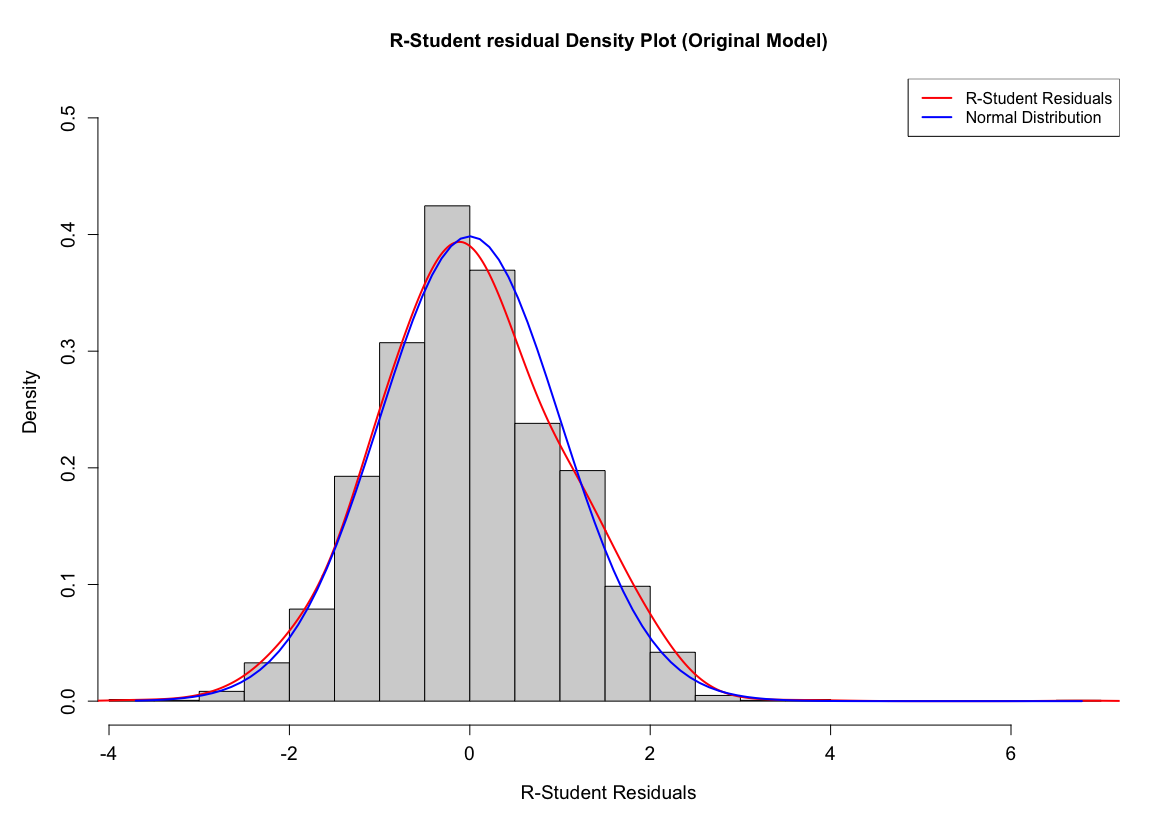 R-Student residual Density Plot (Original Model)
R-Student Residuals
Normal Distribution
Density
0.5
0.4
0.3
0.2
0.1
0.0
-4
-2
0
2
4
6
R-Student Residuals